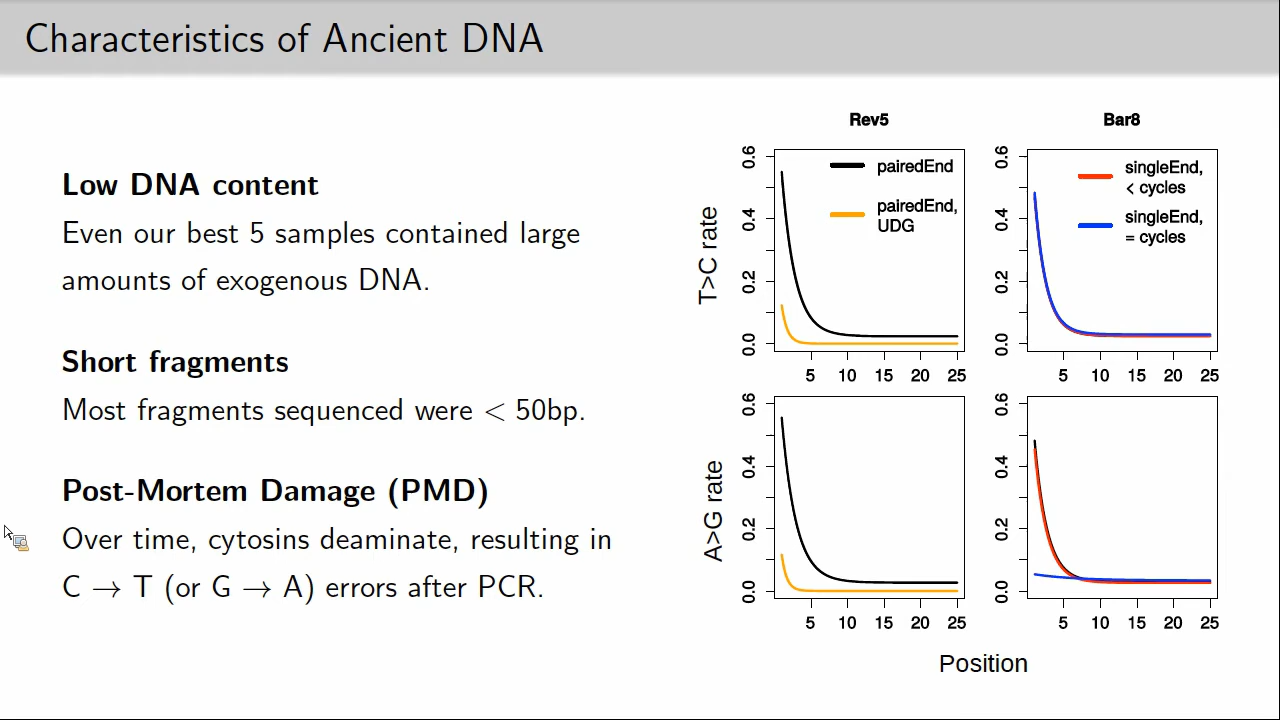 Characteristics of Ancient DNA
Low DNA content
Even our best 5 samples contained large
amounts of exogenous DNA.
Short fragments
Most fragments sequenced were < 50bp.
Post-Mortem Damage (PMD)
Over time, cytosins deaminate, resulting in
C → T (or G → A) errors after PCR.
Rev5
pairedEnd
pairedEnd,
UDG
T>C rate
0.0 0.2 0.4 0.6
5 10 15 20 25
Bar8
singleEnd,
< cycles
singleEnd,
= cycles
0.0 0.2 0.4 0.6
5 10 15 20 25
A>G rate
0.0 0.2 0.4 0.6
5 10 15 20 25
0.0 0.2 0.4 0.6
5 10 15 20 25
Position